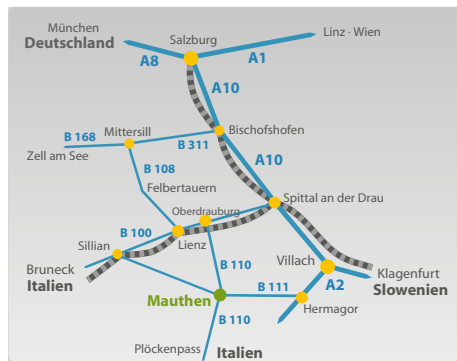 München
Deutschland
Salzburg
Linz · Wien
A8
A1
A10
B 168
Mittersill
B 311
Bischofshofen
Zell am See
A10
B 108
Felbertauern
Oberdrauburg
Spittal an der Drau
B 100
Sillian
Lienz
Villach
Bruneck
Italien
B 110
Klagenfurt
Slowenien
Mauthen
B 111
A2
Hermagor
B 110
Plöckenpass
Italien